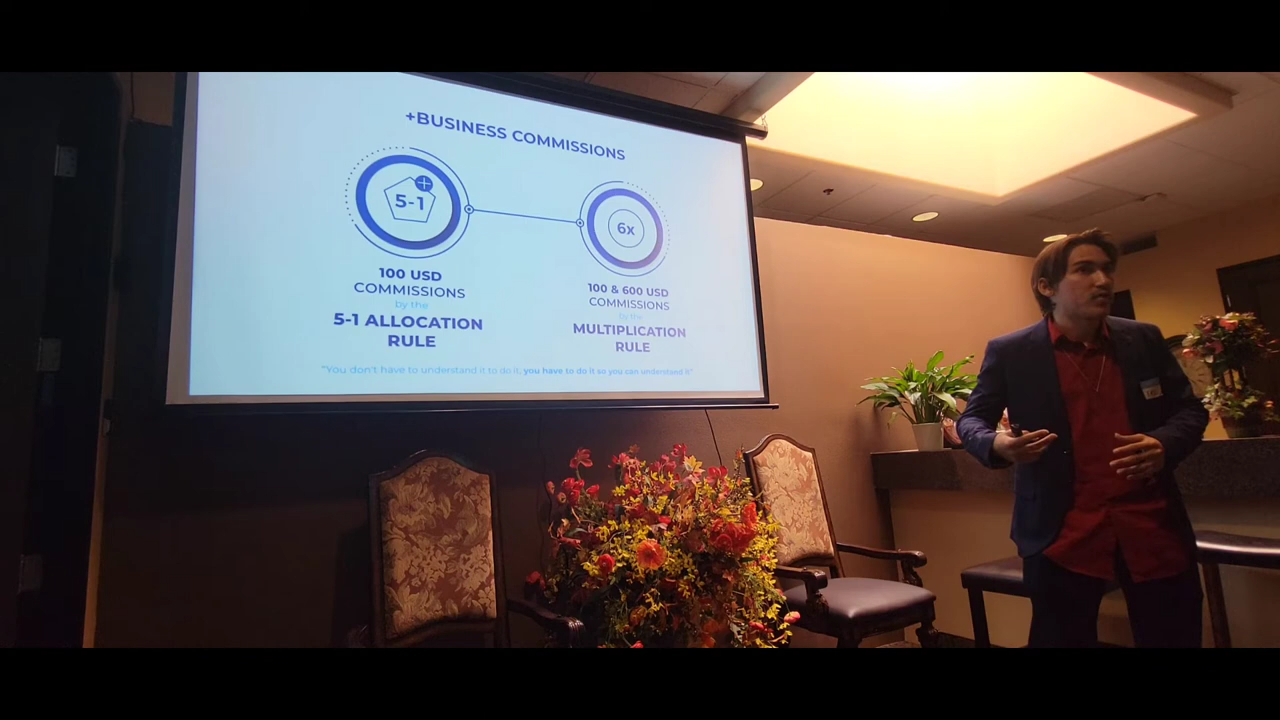 +BUSINESS COMMISSIONS
5-1
6x
100 USD
COMMISSIONS
by the
5-1 ALLOCATION
RULE
100 & 600 USD
COMMISSIONS
by the
MULTIPLICATION
RULE
"You don't have to understand it to do it, you have to do it so you can understand it"